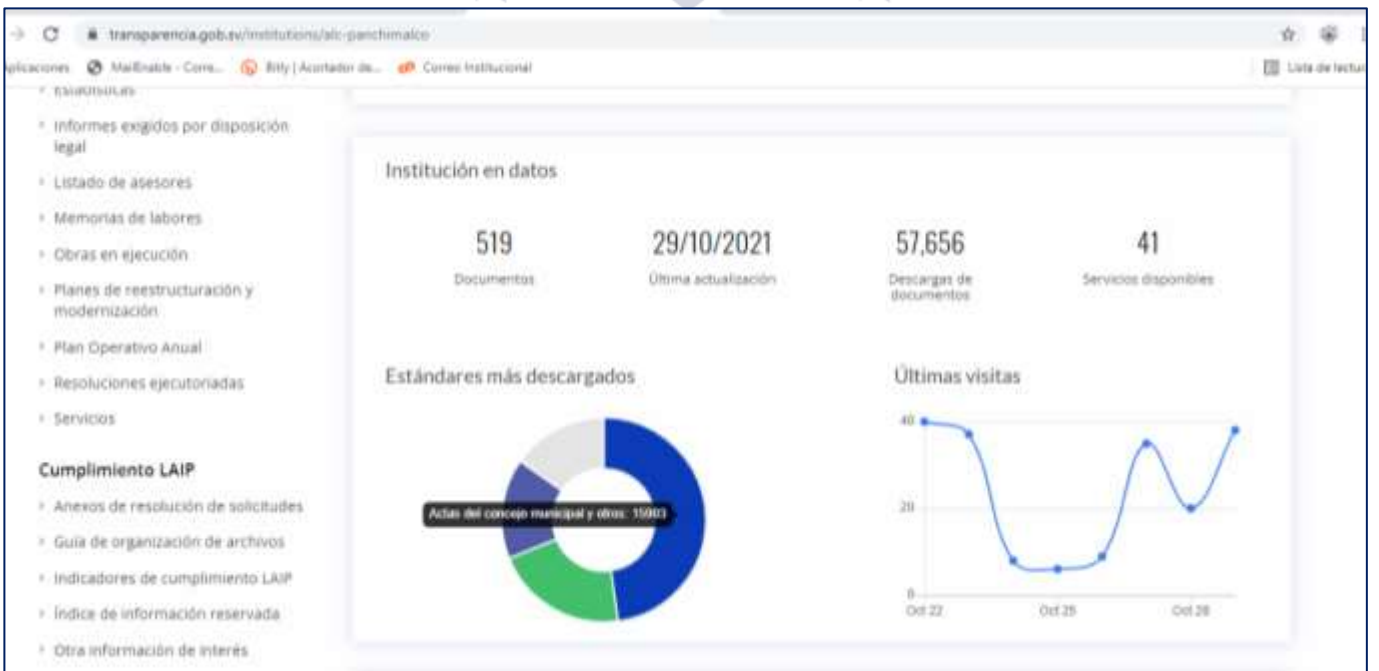 transparencia.gob.sv/institutions/alc-panchimalco
aplicaciones MailEnable - Corre... Bitly | Acortador de... Correo Institucional Lista de lectur
Estadísticas
Informes exigidos por disposición
legal
Listado de asesores
Memorias de labores
Obras en ejecución
Planes de reestructuración y
modernización
Plan Operativo Anual
Resoluciones ejecutoriadas
Servicios
Cumplimiento LAIP
Anexos de resolución de solicitudes
Guía de organización de archivos
Indicadores de cumplimiento LAIP
Índice de información reservada
Otra información de interés
Institución en datos
519
Documentos
29/10/2021
Última actualización
57,656
Descargas de
documentos
41
Servicios disponibles
Estándares más descargados
Actas del concejo municipal y otros: 15903
Últimas visitas
40
20
0
Oct 22 Oct 25 Oct 28